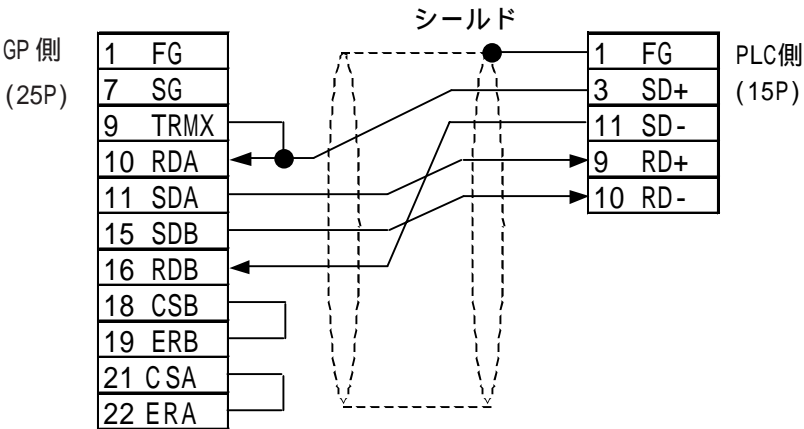 シールド
GP側
(25P)
1 FG
7 SG
9 TRMX
10 RDA
11 SDA
15 SDB
16 RDB
18 CSB
19 ERB
21 CSA
22 ERA
1 FG
3 SD+
11 SD-
9 RD+
10 RD-
PLC側
(15P)